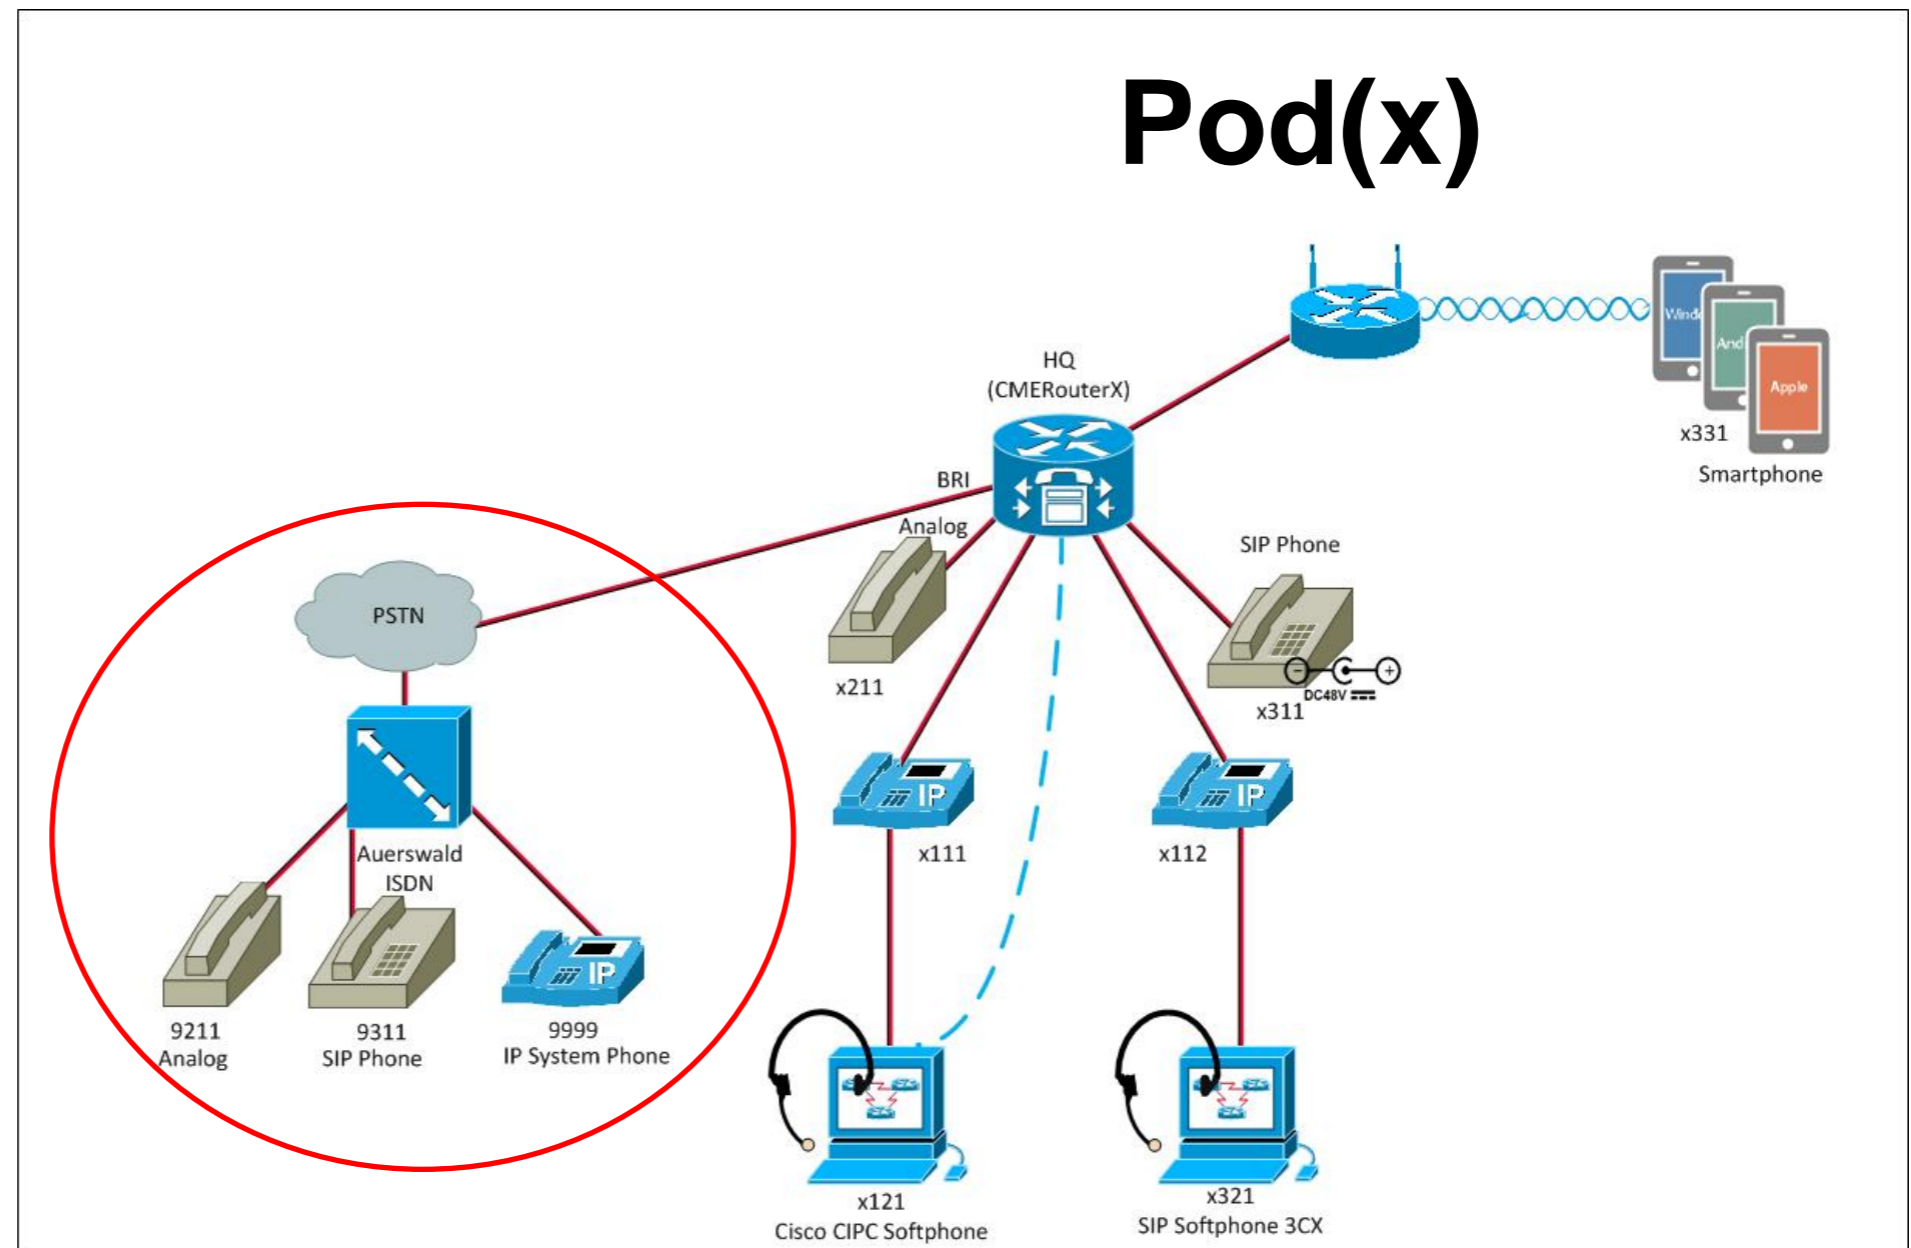 Pod(x)
HQ
(CMERouterX)
Wind
Andr
Apple
x331
Smartphone
BRI
Analog
SIP Phone
PSTN
x211
DC48V
x311
IP
IP
x111
x112
Auerswald
ISDN
IP
9211
Analog
9311
SIP Phone
9999
IP System Phone
x121
Cisco CIPC Softphone
x321
SIP Softphone 3CX